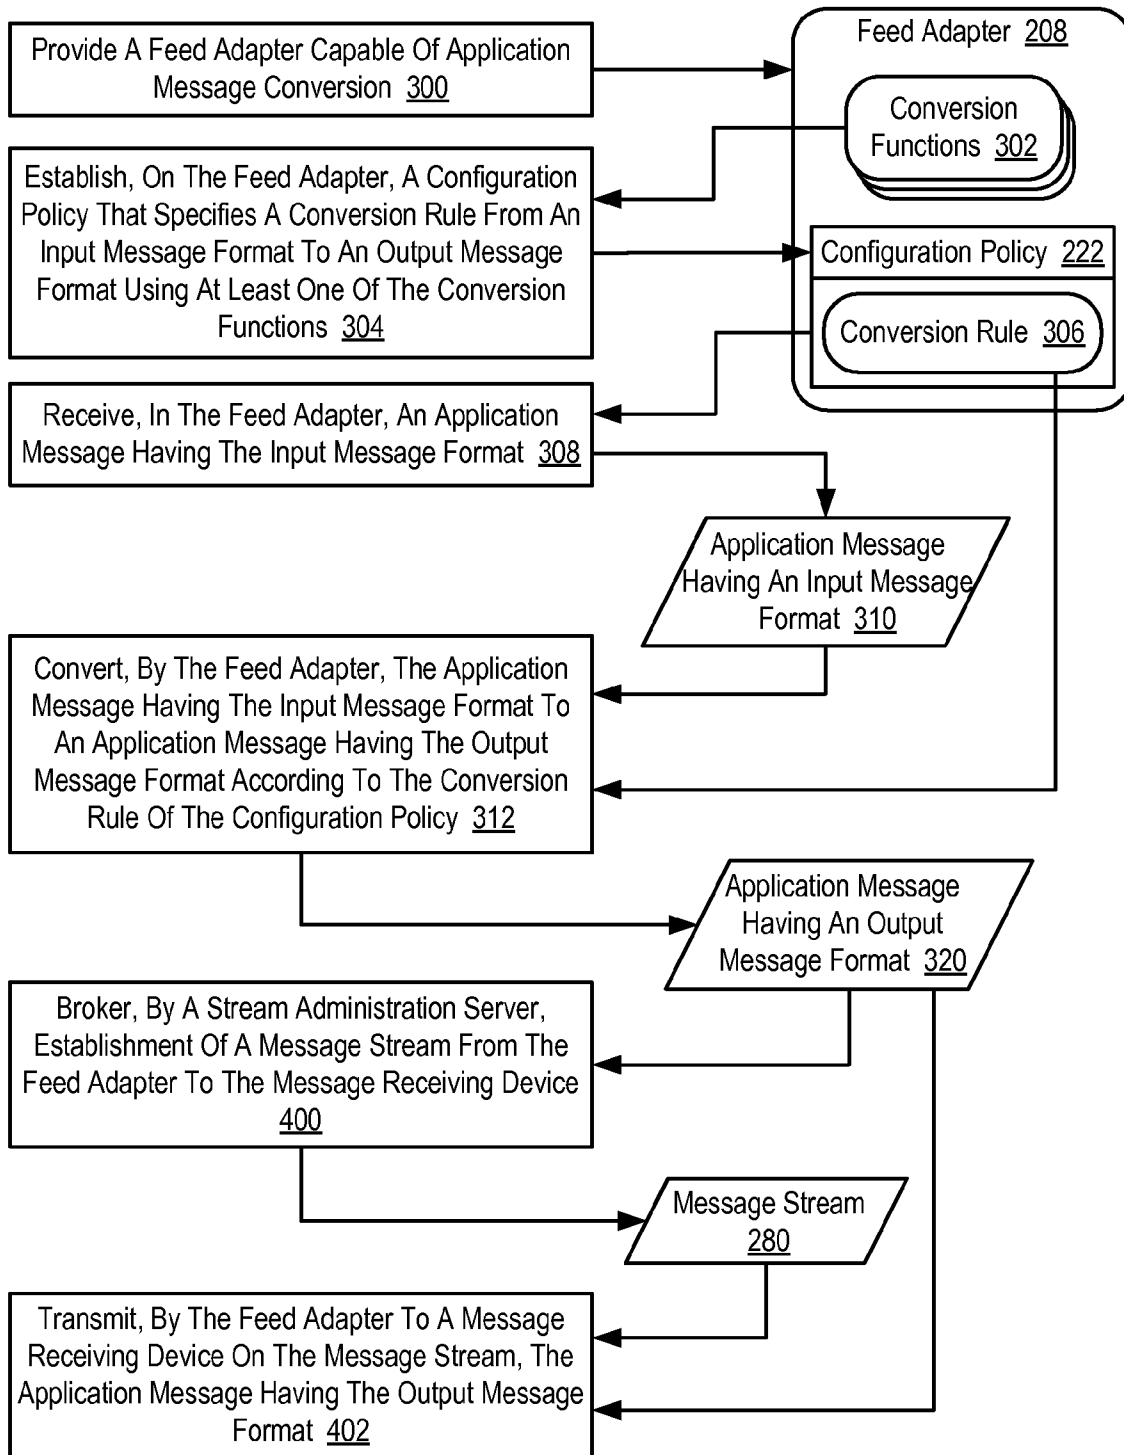 Provide A Feed Adapter Capable Of Application
Message Conversion 300
Feed Adapter 208
Conversion
Functions 302
Establish, On The Feed Adapter, A Configuration
Policy That Specifies A Conversion Rule From An
Input Message Format To An Output Message
Format Using At Least One Of The Conversion
Functions 304
Configuration Policy 222
Conversion Rule 306
Receive, In The Feed Adapter, An Application
Message Having The Input Message Format 308
Application Message
Having An Input Message
Format 310
Convert, By The Feed Adapter, The Application
Message Having The Input Message Format To
An Application Message Having The Output
Message Format According To The Conversion
Rule Of The Configuration Policy 312
Application Message
Having An Output
Message Format 320
Broker, By A Stream Administration Server,
Establishment Of A Message Stream From The
Feed Adapter To The Message Receiving Device
400
Message Stream
280
Transmit, By The Feed Adapter To A Message
Receiving Device On The Message Stream, The
Application Message Having The Output Message
Format 402